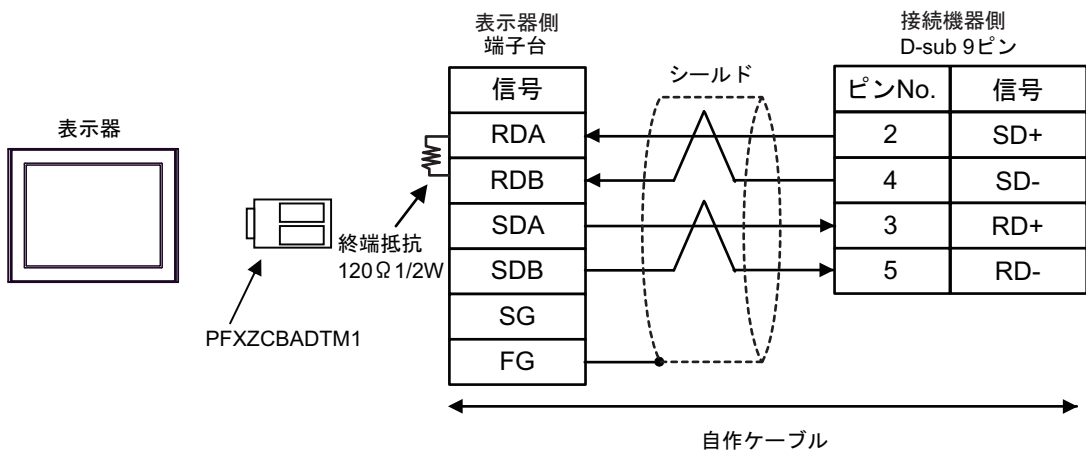 表示器
PFXZCBADTM1
終端抵抗
120Ω 1/2W
表示器側
端子台
信号
RDA
RDB
SDA
SDB
SG
FG
シールド
接続機器側
D-sub 9ピン
ピンNo. 信号
2 SD+
4 SD-
3 RD+
5 RD-
自作ケーブル